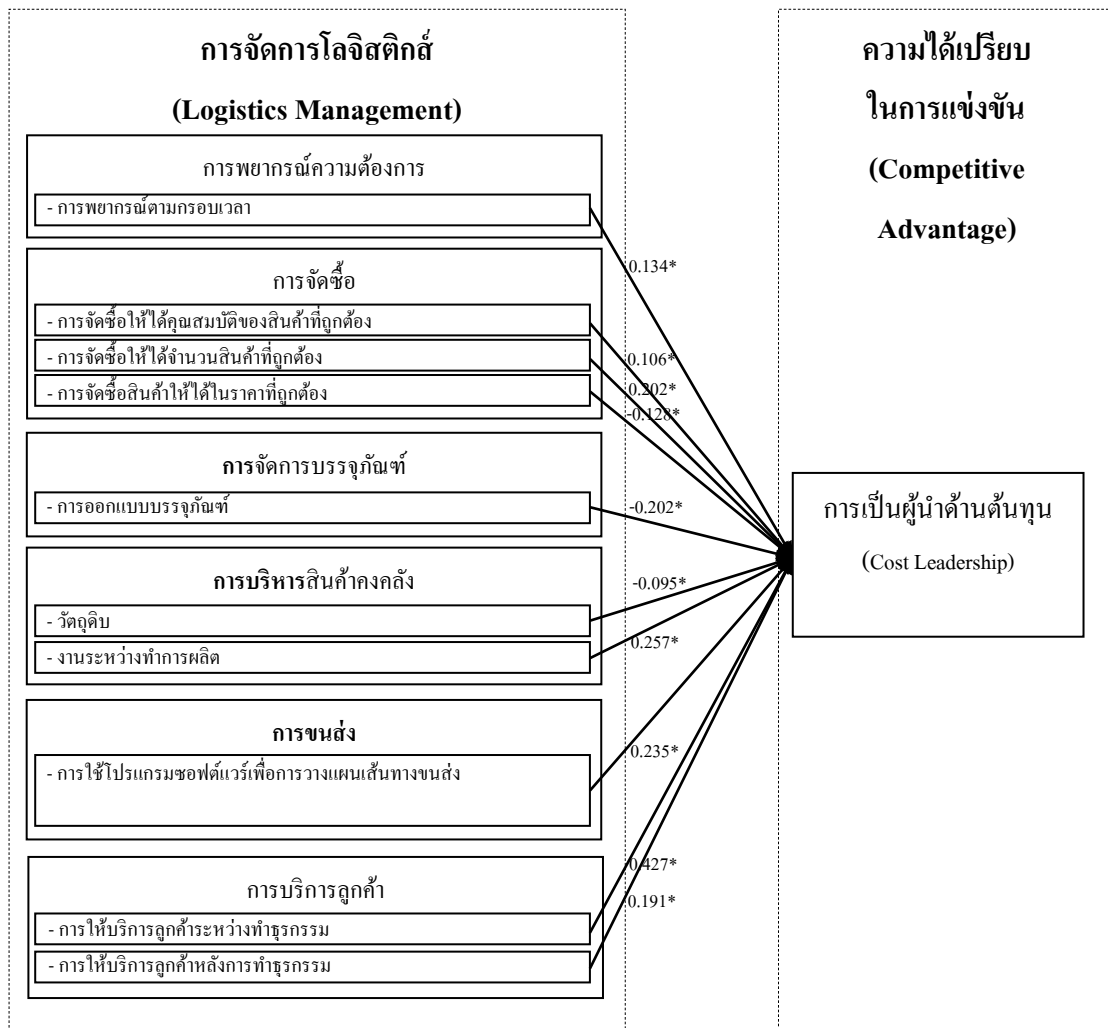 การจัดการโลจิสติกส์
(Logistics Management)
การพยากรณ์ความต้องการ
- การพยากรณ์ตามกรอบเวลา
การจัดซื้อ
- การจัดซื้อให้ได้คุณสมบัติของสินค้าที่ถูกต้อง
- การจัดซื้อให้ได้จำนวนสินค้าที่ถูกต้อง
- การจัดซื้อสินค้าให้ได้ในราคาที่ถูกต้อง
การจัดการบรรจุภัณฑ์
- การออกแบบบรรจุภัณฑ์
การบริหารสินค้าคงคลัง
- วัตถุดิบ
- งานระหว่างทำการผลิต
การขนส่ง
- การใช้โปรแกรมซอฟต์แวร์เพื่อการวางแผนเส้นทางขนส่ง
การบริการลูกค้า
- การให้บริการลูกค้าระหว่างทำธุรกรรม
- การให้บริการลูกค้าหลังการทำธุรกรรม
0.134*
0.106*
0.202*
-0.128*
-0.202*
-0.095*
0.257*
0.235*
0.427*
0.191*
ความได้เปรียบ
ในการแข่งขัน
(Competitive
Advantage)
การเป็นผู้นำด้านต้นทุน
(Cost Leadership)